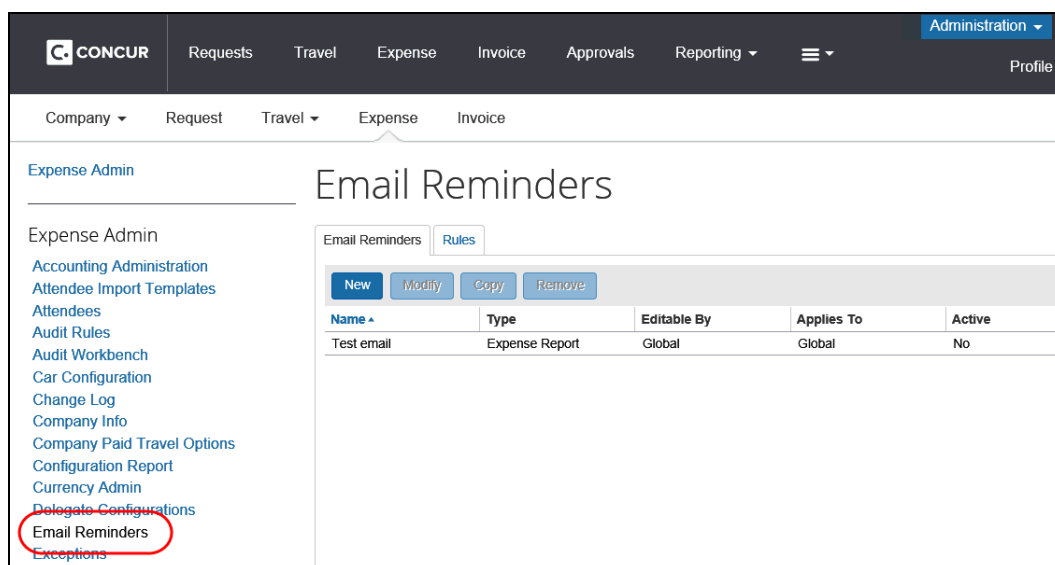 Administration
C. CONCUR Requests Travel Expense Invoice Approvals Reporting
Profile
Company Request Travel Expense Invoice
Expense Admin
Email Reminders
Expense Admin
Email Reminders Rules
Accounting Administration
Attendee Import Templates
Attendees
Audit Rules
Audit Workbench
Car Configuration
Change Log
Company Info
Company Paid Travel Options
Configuration Report
Currency Admin
Delegate Configurations
Email Reminders
Exceptions
New Modify Copy Remove
Name Type Editable By Applies To Active
Test email Expense Report Global Global No